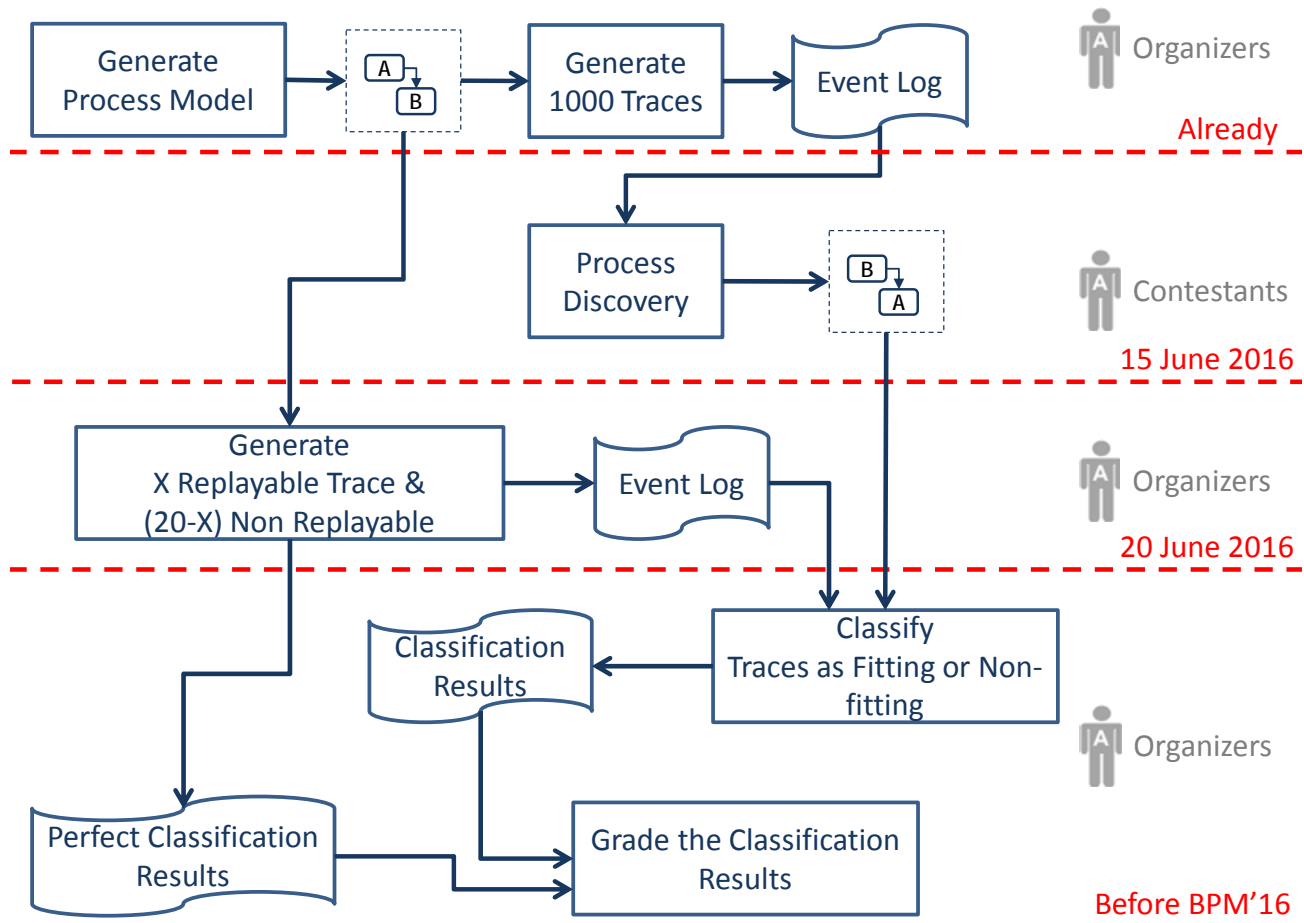 Generate
Process Model
A
B
Generate
1000 Traces
Event Log
A
Organizers
Already
Process
Discovery
B
A
A
Contestants
15 June 2016
Generate
X Replayable Trace &
(20-X) Non Replayable
Event Log
A
Organizers
20 June 2016
Classification
Results
Classify
Traces as Fitting or Non-
fitting
A
Organizers
Perfect Classification
Results
Grade the Classification
Results
Before BPM'16